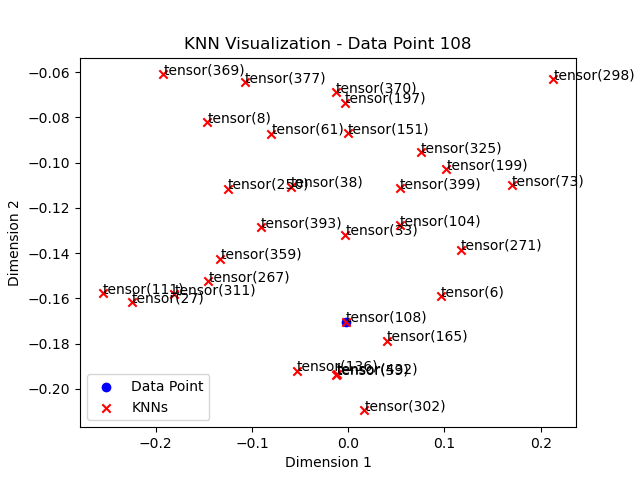 KNN Visualization - Data Point 108
tensor(369)
tensor(377)
tensor(298)
tensor(370)
tensor(197)
tensor(8)
tensor(61)
tensor(151)
tensor(325)
tensor(199)
tensor(38)
tensor(399)
tensor(73)
tensor(393)
tensor(104)
tensor(33)
tensor(271)
tensor(359)
tensor(267)
tensor(111)
tensor(311)
tensor(27)
tensor(6)
tensor(108)
tensor(165)
tensor(136)
tensor(302)
Data Point
KNNs
−0.06
−0.08
−0.10
−0.12
−0.14
−0.16
−0.18
−0.20
Dimension 2
−0.2
−0.1
0.0
0.1
0.2
Dimension 1